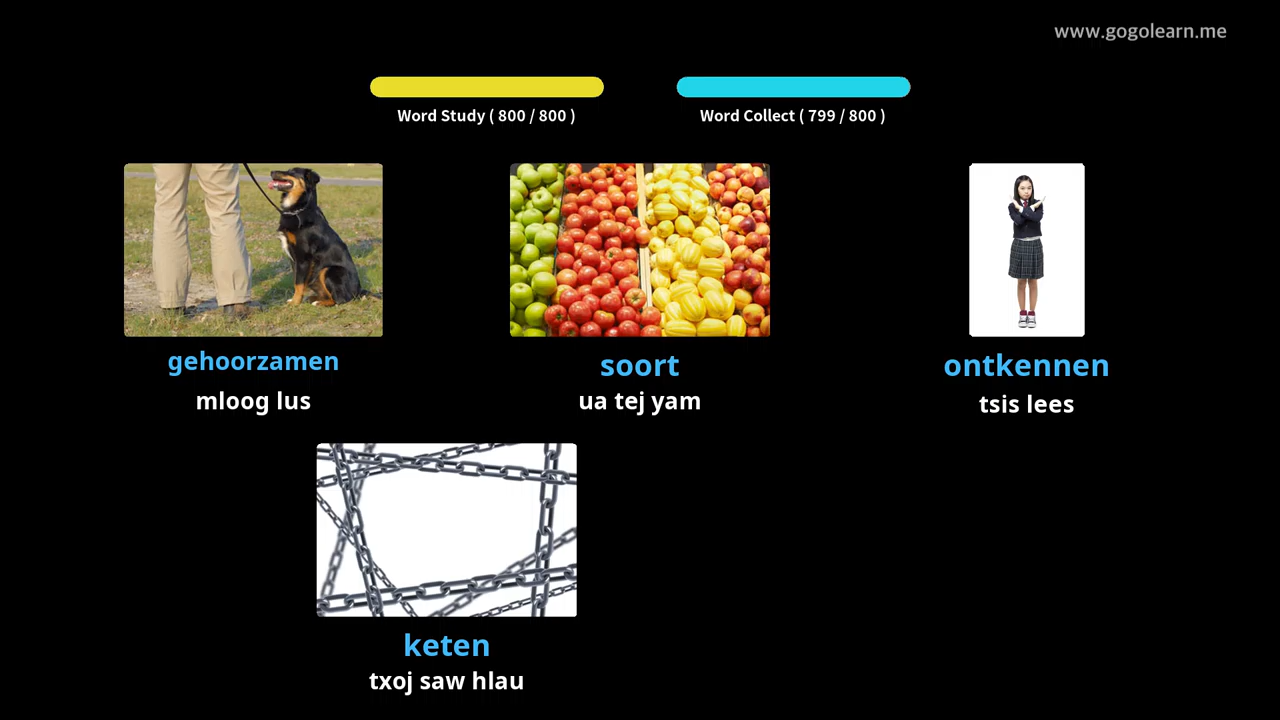 www.gogolearn.me
Word Study ( 800 / 800 )
Word Collect ( 799 / 800 )
gehoorzamen
mloog lus
soort
ua tej yam
ontkennen
tsis lees
keten
txoj saw hlau